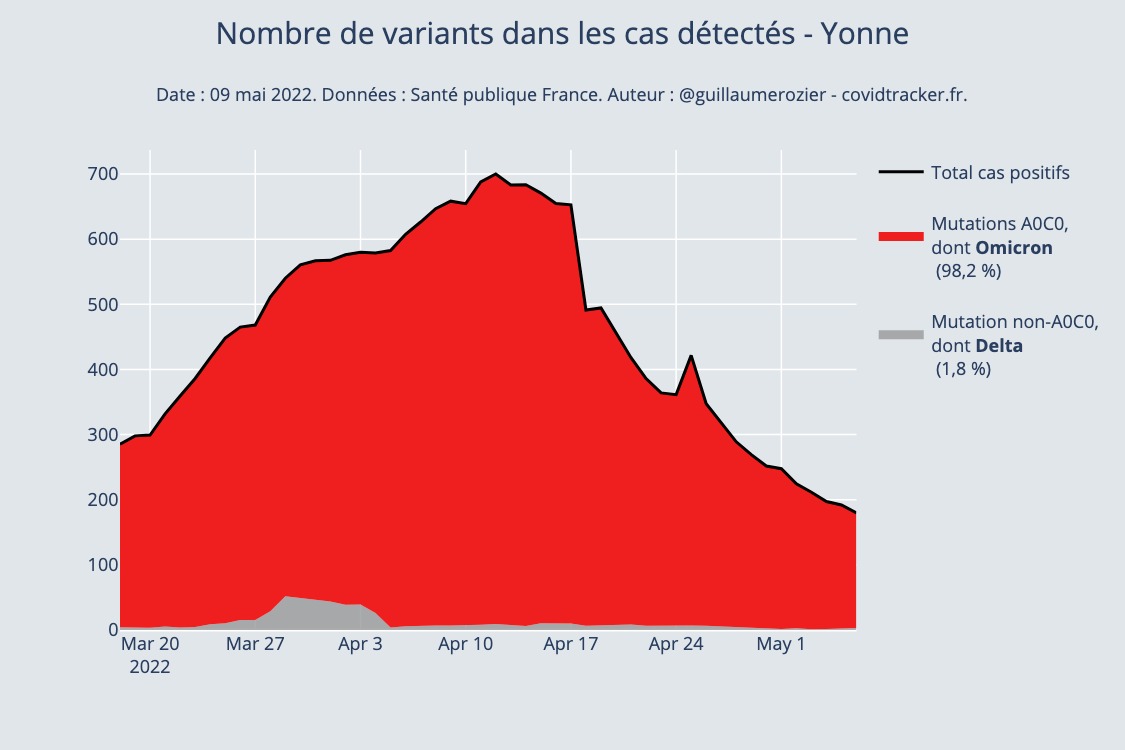 Nombre de variants dans les cas détectés - Yonne
Date : 09 mai 2022. Données : Santé publique France. Auteur : @guillaumerozier - covidtracker.fr.
700
600
500
400
300
200
100
0
Mar 20
2022
Mar 27
Apr 3
Apr 10
Apr 17
Apr 24
May 1
Total cas positifs
Mutations A0C0,
dont Omicron
(98,2 %)
Mutation non-A0C0,
dont Delta
(1,8 %)